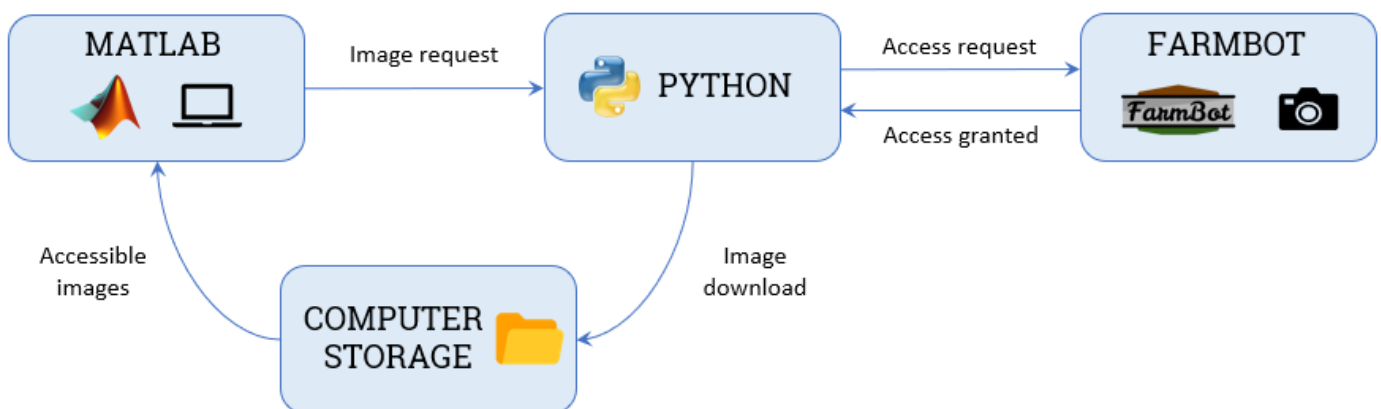 MATLAB
Image request
PYTHON
Access request
Access granted
FARMBOT
FarmBot
Accessible
images
Image
download
COMPUTER
STORAGE